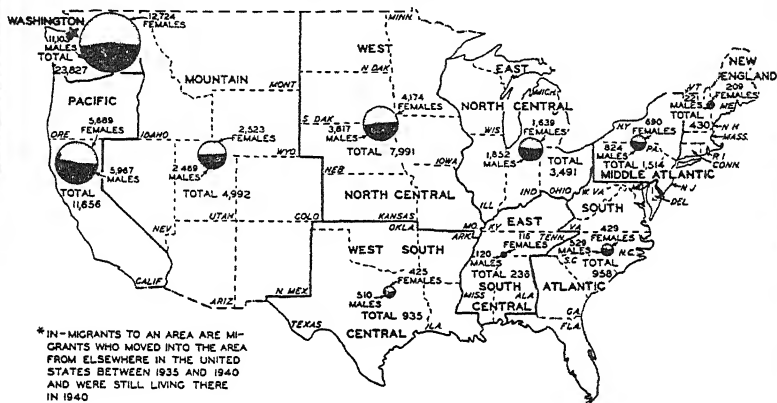 WASHINGTON
12,724
FEMALES
11,103
MALES
TOTAL
23,827
PACIFIC
ORE
5,689
FEMALES
5,967
MALES
TOTAL
11,656
CALIF
MOUNTAIN
MONT
IDAHO
2,523
FEMALES
WYO
2,469
MALES
TOTAL 4,992
NEV
UTAH
COLO
ARIZ
N MEX
MINN
WEST
N DAK
S DAK
4,174
FEMALES
3,817
MALES
TOTAL 7,991
IOWA
NEB
NORTH CENTRAL
KANSAS
MO
EAST
NORTH CENTRAL
MICH
WIS
1,639
FEMALES
1,852
MALES
TOTAL
3,491
ILL
IND
OHIO
NEW
ENGLAND
VT
209
FEMALES
221
MALES
TOTAL
430
ME
N H
MASS.
R I
CONN.
NY
690
FEMALES
824
MALES
PA.
TOTAL 1,514
MIDDLE ATLANTIC
N J
DEL
W. VA
SOUTH
VA
429
FEMALES
529
MALES
N.C.
TOTAL
958
S.C
ATLANTIC
GA
FLA.
EAST
KY
TENN.
116
FEMALES
120
MALES
TOTAL 236
SOUTH
CENTRAL
MISS
ALA
OKLA
ARK
WEST SOUTH
425
FEMALES
510
MALES
TOTAL 935
TEXAS
CENTRAL
LA
* IN-MIGRANTS TO AN AREA ARE MI-
GRANTS WHO MOVED INTO THE AREA
FROM ELSEWHERE IN THE UNITED
STATES BETWEEN 1935 AND 1940
AND WERE STILL LIVING THERE
IN 1940